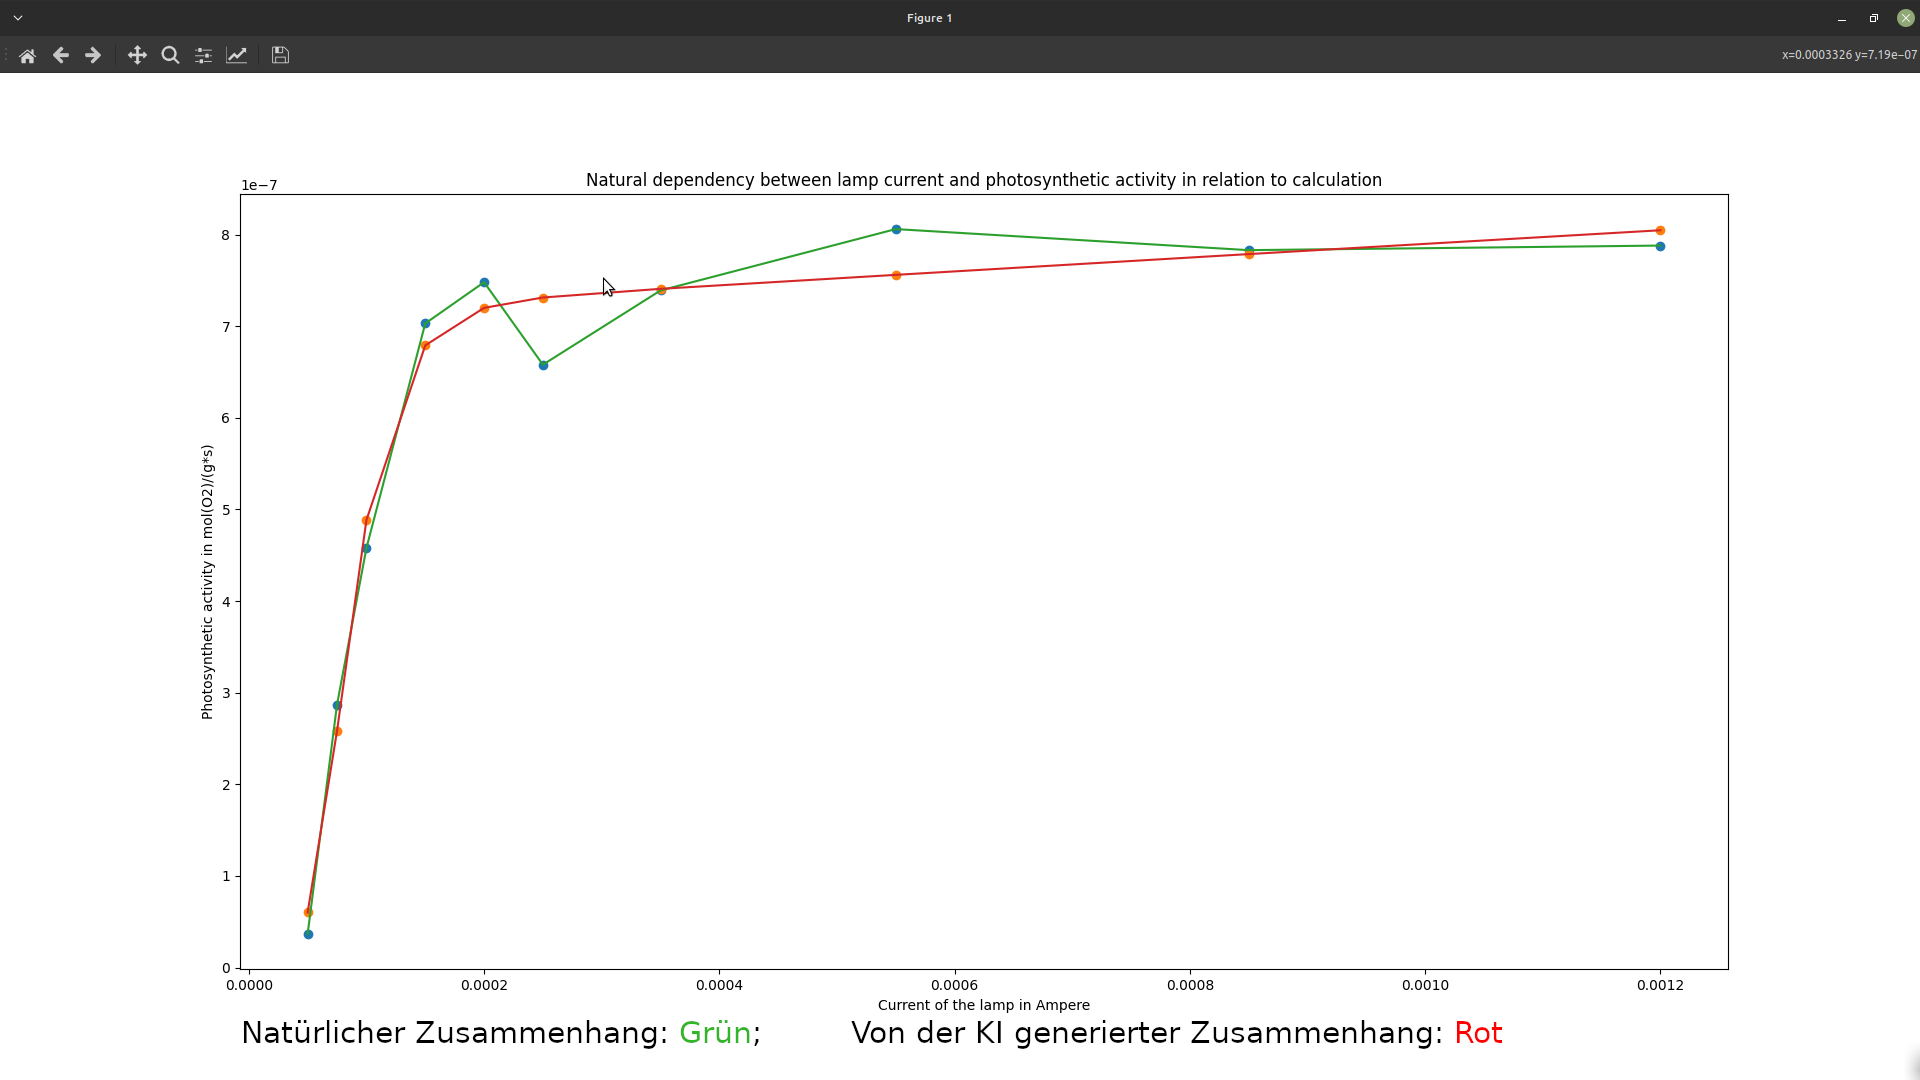 Figure 1
x=0.0003326 y=7.19e−07
Natural dependency between lamp current and photosynthetic activity in relation to calculation
1e−7
8
7
6
5
4
3
2
1
0
Photosynthetic activity in mol(O2)/(g*s)
0.0000 0.0002 0.0004 0.0006 0.0008 0.0010 0.0012
Current of the lamp in Ampere
Natürlicher Zusammenhang: Grün; Von der KI generierter Zusammenhang: Rot